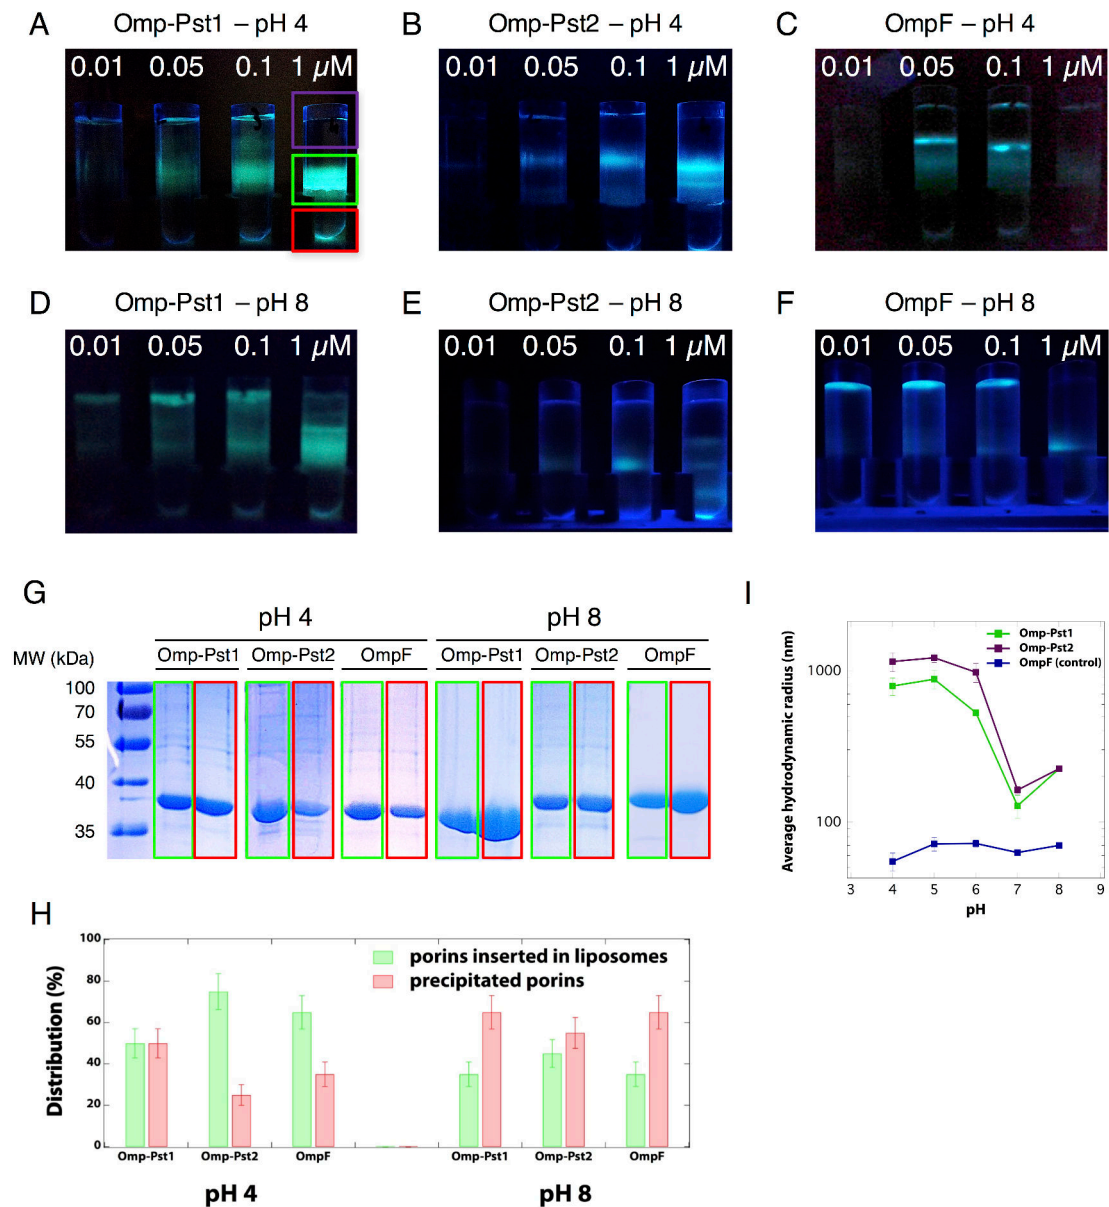 A Omp-Pst1 – pH 4
0.01 0.05 0.1 1 µM
B Omp-Pst2 – pH 4
0.01 0.05 0.1 1 µM
C OmpF – pH 4
0.01 0.05 0.1 1 µM
D Omp-Pst1 – pH 8
0.01 0.05 0.1 1 µM
E Omp-Pst2 – pH 8
0.01 0.05 0.1 1 µM
F OmpF – pH 8
0.01 0.05 0.1 1 µM
G
pH 4 pH 8
MW (kDa) Omp-Pst1 Omp-Pst2 OmpF Omp-Pst1 Omp-Pst2 OmpF
100
70
55
40
35
I
Average hydrodynamic radius (nm)
1000
100
Omp-Pst1
Omp-Pst2
OmpF (control)
3 4 5 6 7 8 9
pH
H
Distribution (%)
100
80
60
40
20
0
porins inserted in liposomes
precipitated porins
Omp-Pst1 Omp-Pst2 OmpF Omp-Pst1 Omp-Pst2 OmpF
pH 4 pH 8